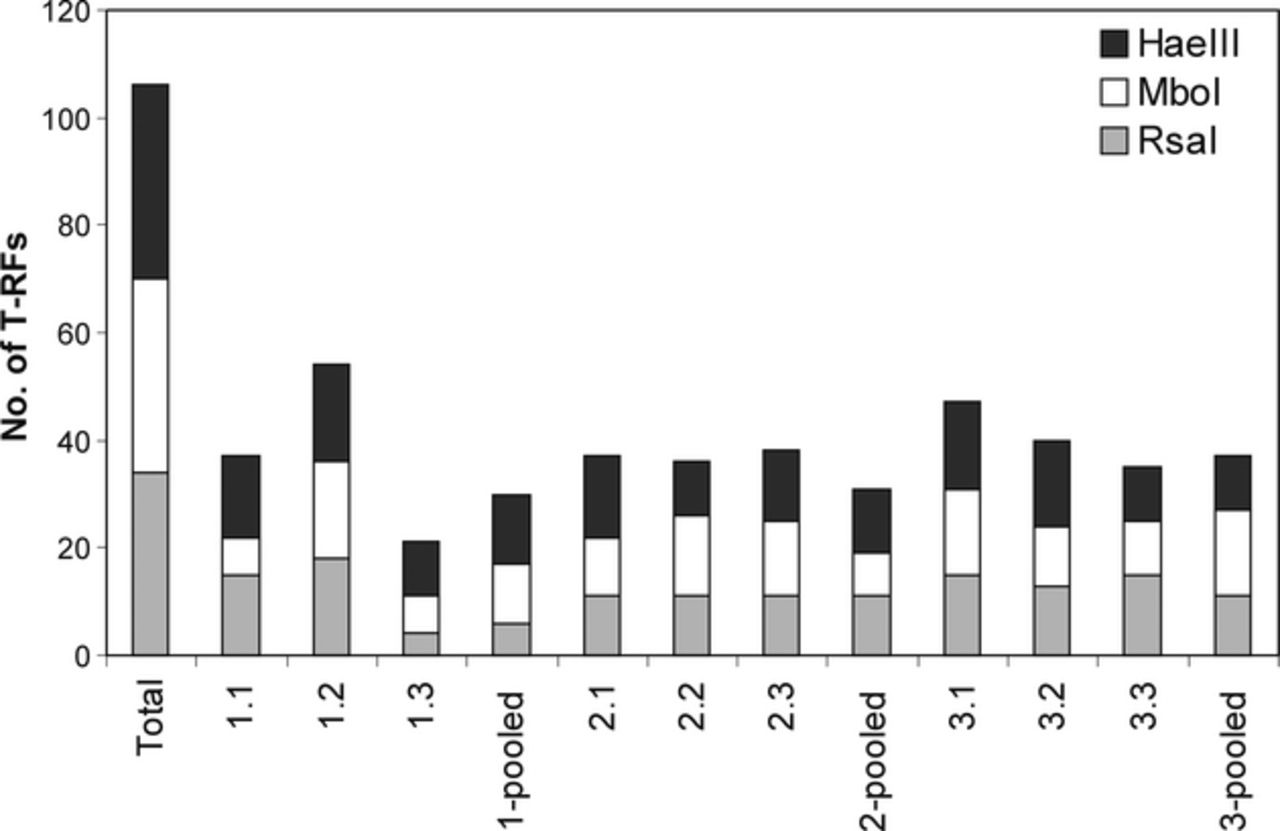 120
100
80
60
40
20
0
No. of T-RFs
HaeIII
MboI
RsaI
Total
1.1
1.2
1.3
1-pooled
2.1
2.2
2.3
2-pooled
3.1
3.2
3.3
3-pooled